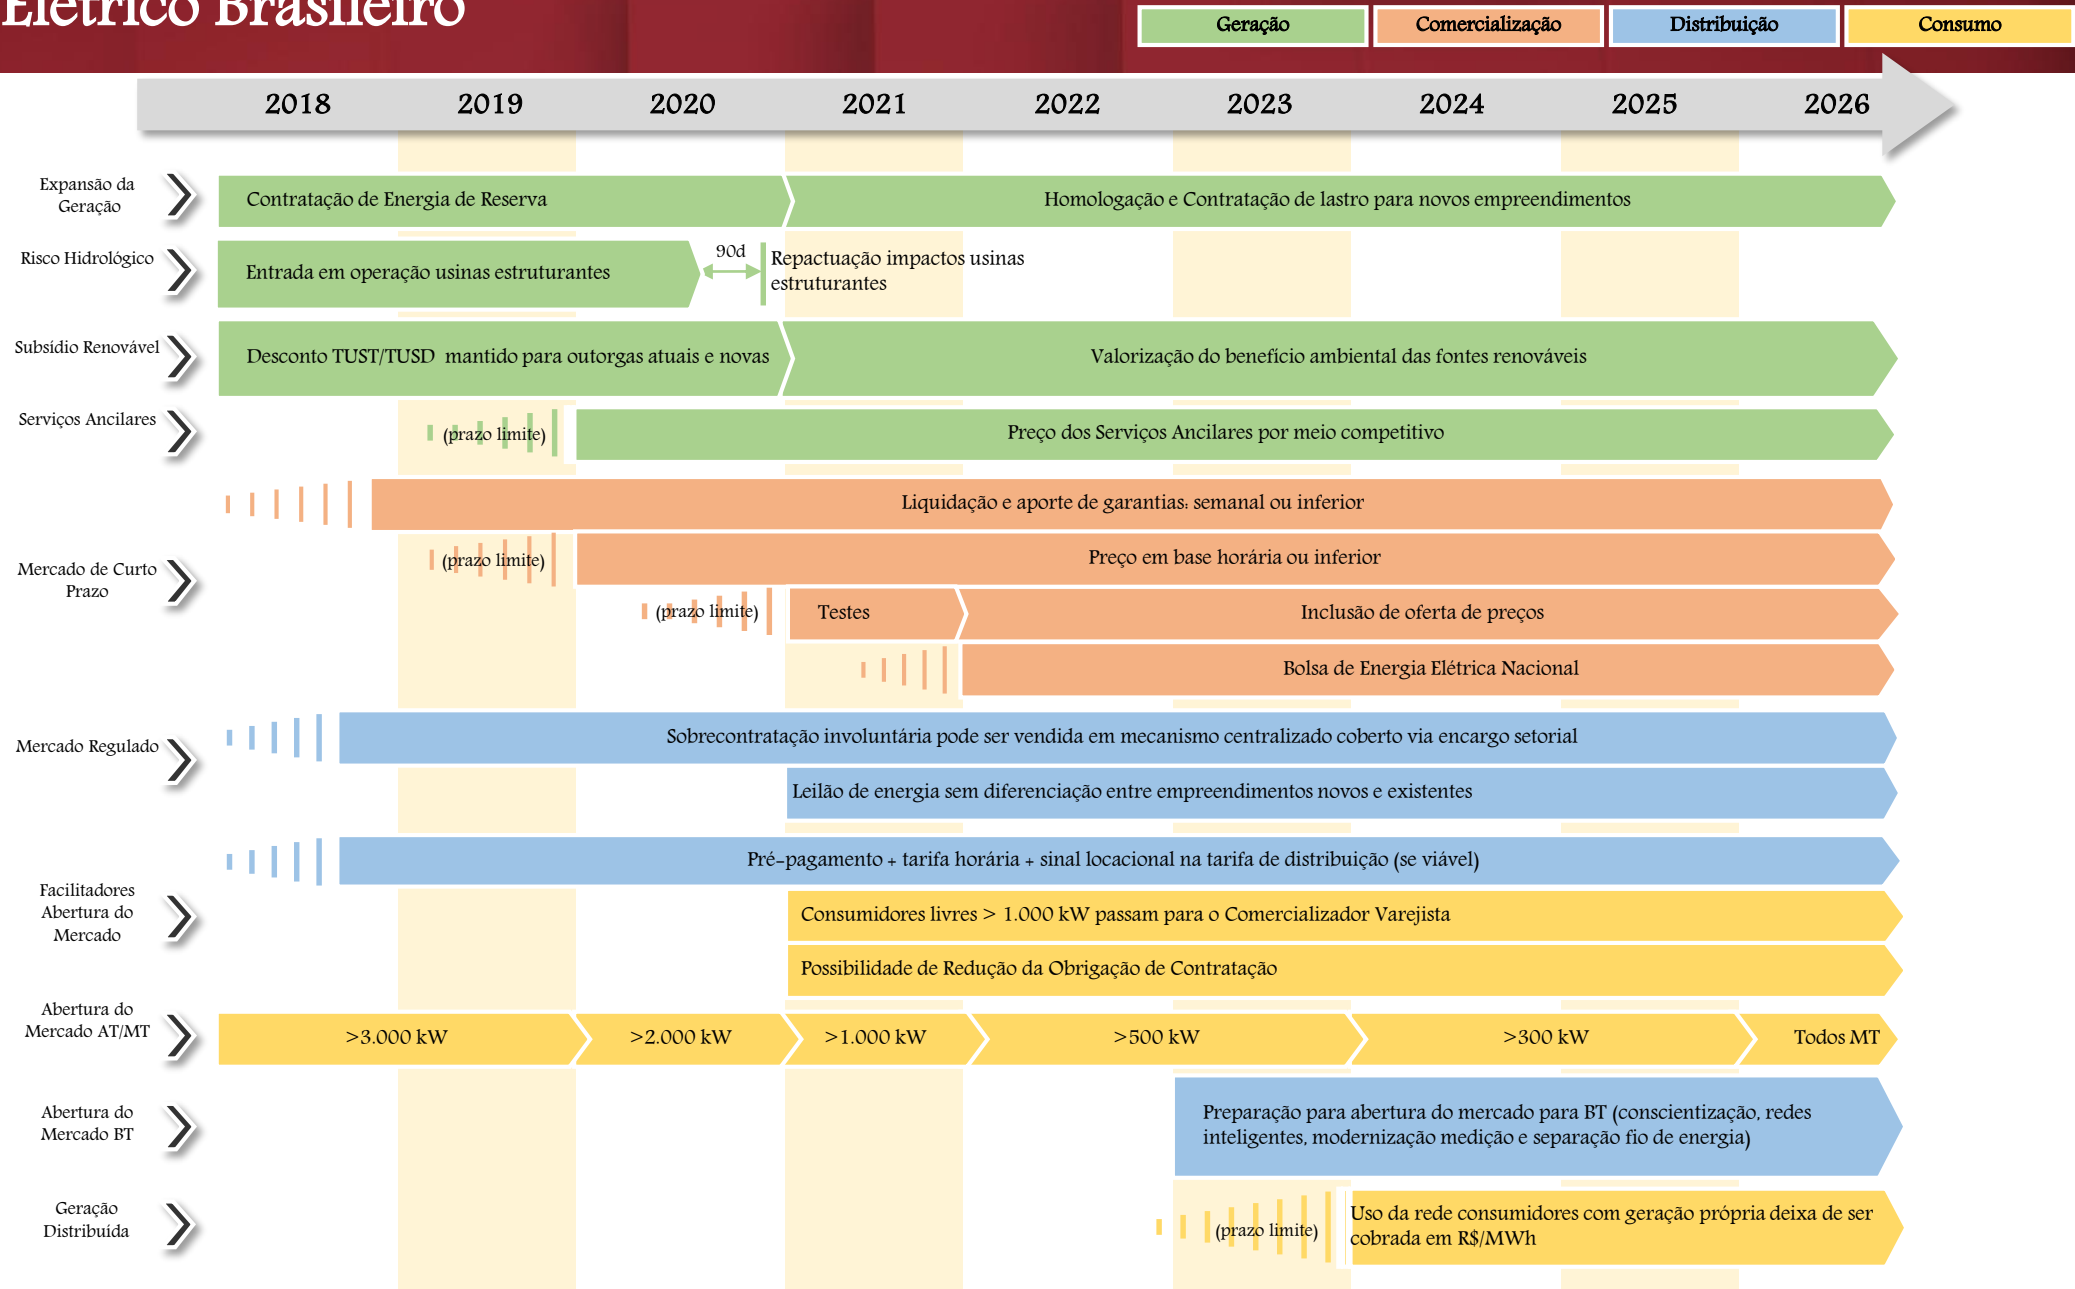 Elétrico Brasileiro
Geração
Comercialização
Distribuição
Consumo
2018
2019
2020
2021
2022
2023
2024
2025
2026
Expansão da
Geração
Contratação de Energia de Reserva
Homologação e Contratação de lastro para novos empreendimentos
Risco Hidrológico
Entrada em operação usinas estruturantes
90d
Repactuação impactos usinas
estruturantes
Subsídio Renovável
Desconto TUST/TUSD mantido para outorgas atuais e novas
Valorização do benefício ambiental das fontes renováveis
Serviços Ancilares
(prazo limite)
Preço dos Serviços Ancilares por meio competitivo
Mercado de Curto
Prazo
Liquidação e aporte de garantias: semanal ou inferior
(prazo limite)
Preço em base horária ou inferior
(prazo limite)
Testes
Inclusão de oferta de preços
Bolsa de Energia Elétrica Nacional
Mercado Regulado
Sobrecontratação involuntária pode ser vendida em mecanismo centralizado coberto via encargo setorial
Leilão de energia sem diferenciação entre empreendimentos novos e existentes
Facilitadores
Abertura do
Mercado
Pré-pagamento + tarifa horária + sinal locacional na tarifa de distribuição (se viável)
Consumidores livres > 1.000 kW passam para o Comercializador Varejista
Possibilidade de Redução da Obrigação de Contratação
Abertura do
Mercado AT/MT
>3.000 kW
>2.000 kW
>1.000 kW
>500 kW
>300 kW
Todos MT
Abertura do
Mercado BT
Preparação para abertura do mercado para BT (conscientização, redes
inteligentes, modernização medição e separação fio de energia)
Geração
Distribuída
(prazo limite)
Uso da rede consumidores com geração própria deixa de ser
cobrada em R$/MWh